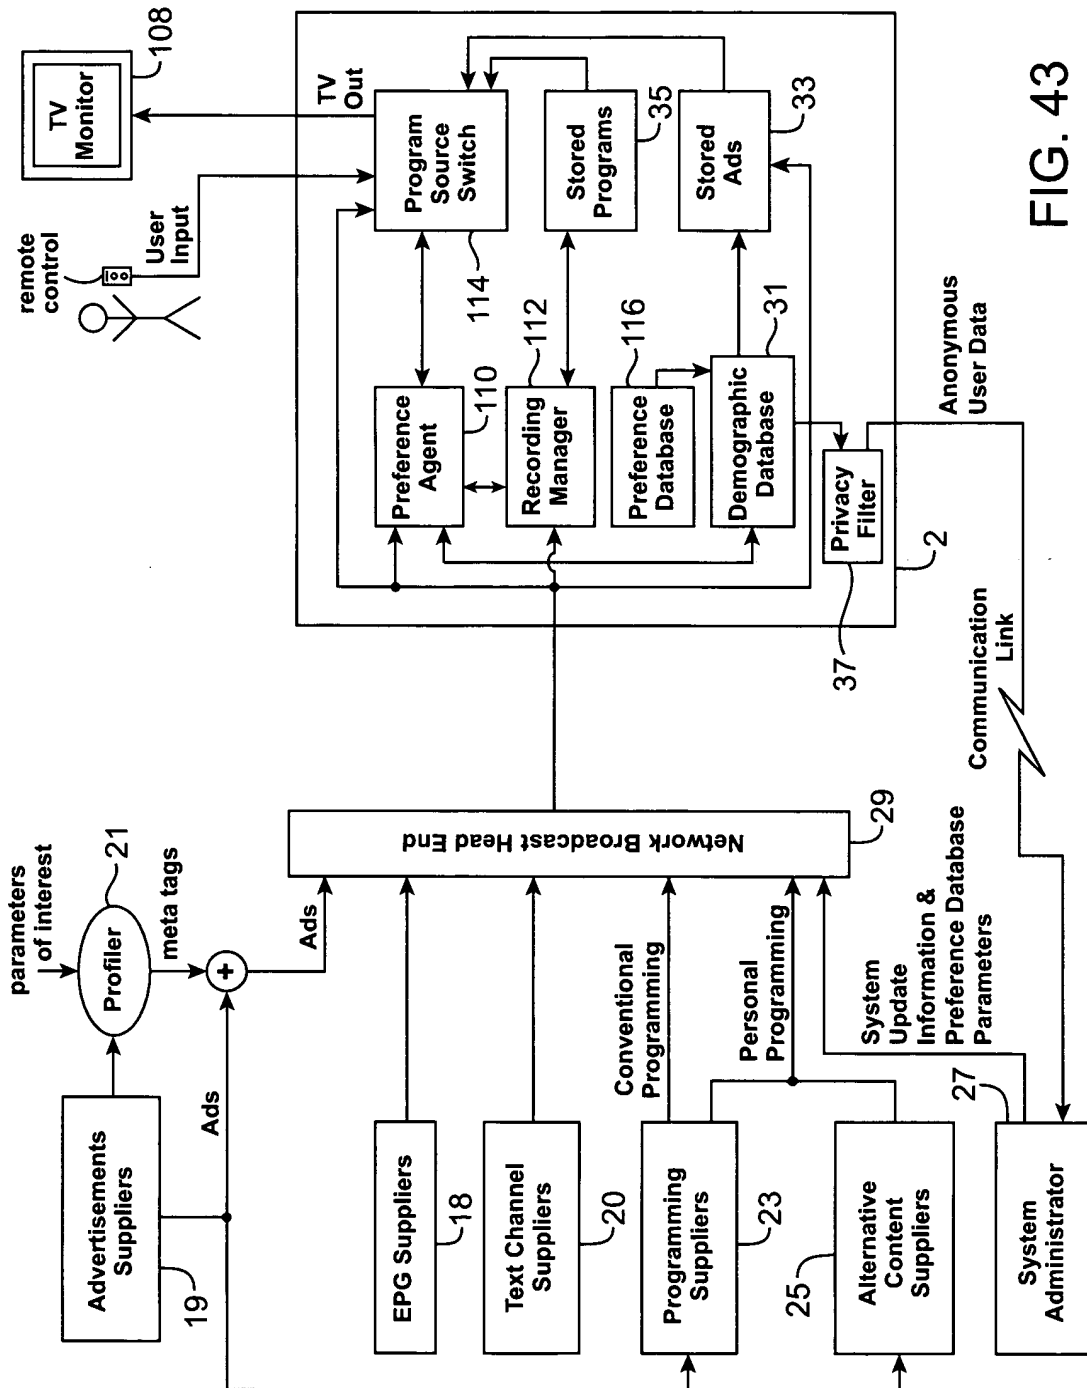 parameters
of interest
Profiler
21
meta tags
+
Ads
Advertisements
Suppliers
19
Ads
EPG Suppliers
18
Text Channel
Suppliers
20
Programming
Suppliers
23
Conventional
Programming
Personal
Programming
Alternative
Content
Suppliers
25
System
Administrator
27
System
Update
Information &
Preference Database
Parameters
Network Broadcast Head End
29
Communication
Link
Anonymous
User Data
remote
control
User
Input
TV
Monitor
108
TV
Out
Program
Source
Switch
114
Preference
Agent
110
Recording
Manager
112
Stored
Programs
35
Preference
Database
116
Demographic
Database
31
Stored
Ads
33
Privacy
Filter
37
2
FIG. 43